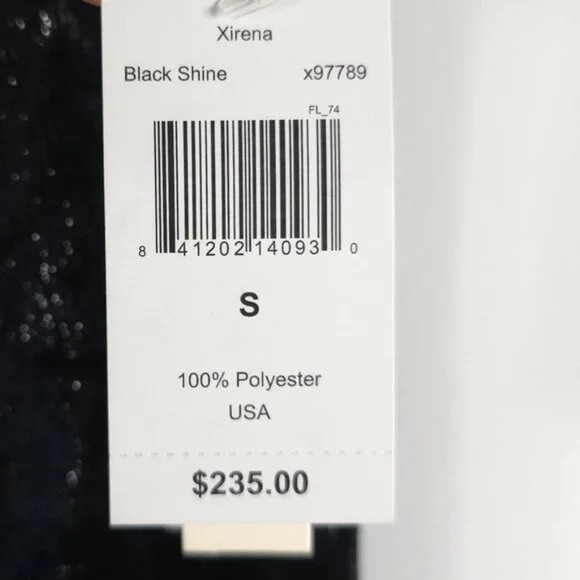 Xirena
Black Shine x97789
FL_74
8 41202 14093 0
S
100% Polyester
USA
$235.00